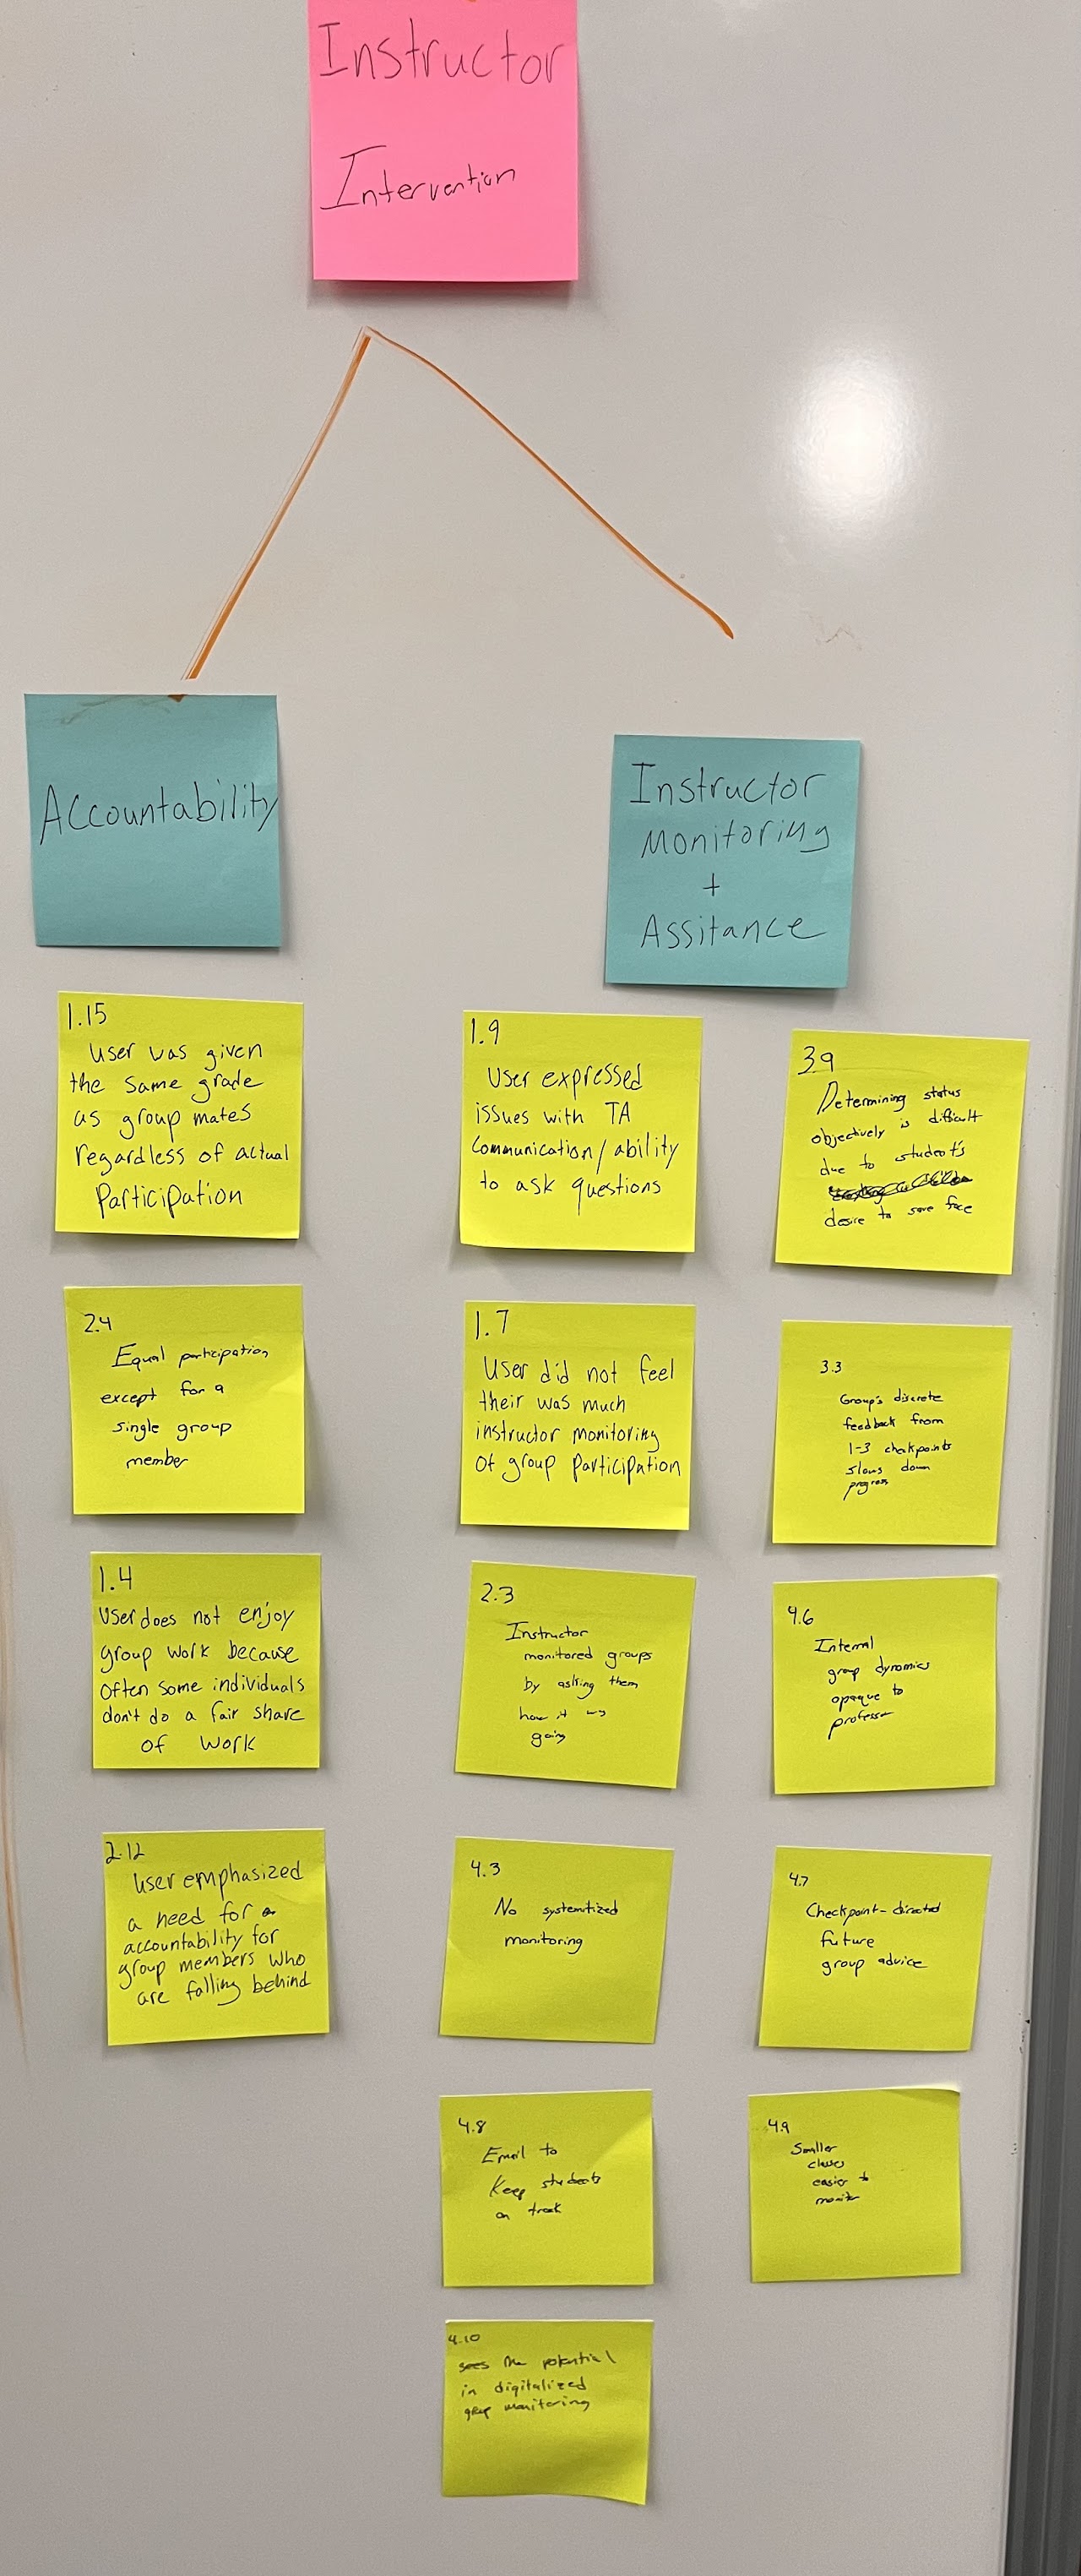 Instructor
Intervention
Accountability
Instructor
Monitoring
+
Assitance
1.15
User was given
the same grade
as group mates
regardless of actual
Participation
2.4
Equal participation
except for a
single group
member
1.4
User does not enjoy
group work because
often some individuals
don't do a fair share
of work
2.12
User emphasized
a need for
accountability for
group members who
are falling behind
1.9
User expressed
issues with TA
Communication/ability
to ask questions
1.7
User did not feel
their was much
instructor monitoring
of group participation
2.3
Instructor
monitored groups
by asking them
how it was
going
4.3
No systemitized
monitoring
4.8
Email to
Keep students
on track
4.10
sees the potential
in digitalized
group monitoring
3.9
Determining status
objectively is difficult
due to student's
desire to save face
3.3
Group's discrete
feedback from
1-3 checkpoints
slows down
progress
4.6
Internal
group dynamics
opaque to
professor
4.7
Checkpoint-directed
future
group advice
4.9
Smaller
classes
easier to
monitor